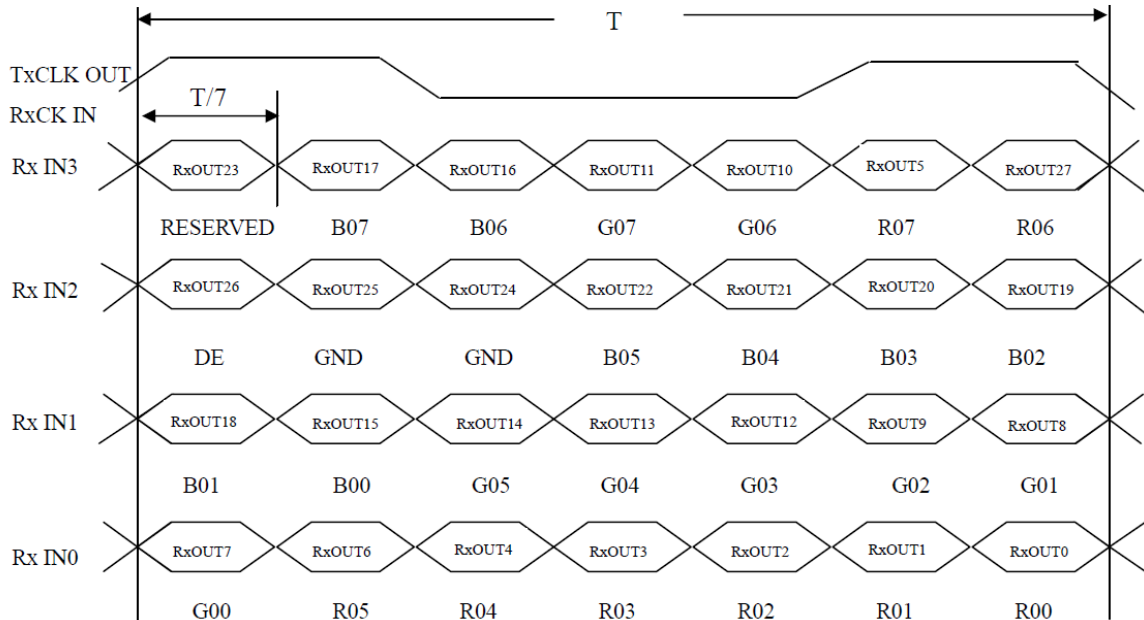 T
TxCLK OUT
T/7
RxCK IN
Rx IN3 RxOUT23 RxOUT17 RxOUT16 RxOUT11 RxOUT10 RxOUT5 RxOUT27
RESERVED B07 B06 G07 G06 R07 R06
Rx IN2 RxOUT26 RxOUT25 RxOUT24 RxOUT22 RxOUT21 RxOUT20 RxOUT19
DE GND GND B05 B04 B03 B02
Rx IN1 RxOUT18 RxOUT15 RxOUT14 RxOUT13 RxOUT12 RxOUT9 RxOUT8
B01 B00 G05 G04 G03 G02 G01
Rx IN0 RxOUT7 RxOUT6 RxOUT4 RxOUT3 RxOUT2 RxOUT1 RxOUT0
G00 R05 R04 R03 R02 R01 R00